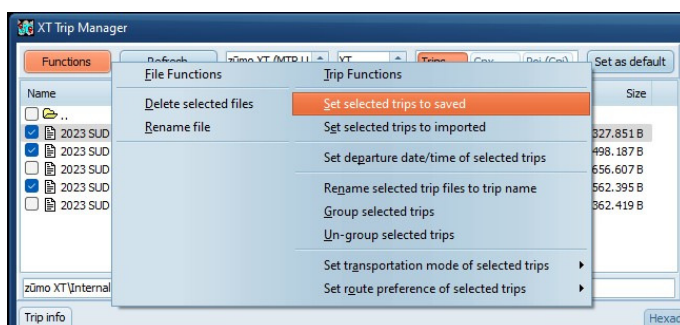 XT Trip Manager
Functions
Set as default
File Functions
Trip Functions
Name
Size
Delete selected files
Set selected trips to saved
..
Rename file
Set selected trips to imported
2023 SUD
327.851 B
2023 SUD
498.187 B
Set departure date/time of selected trips
2023 SUD
656.607 B
2023 SUD
562.395 B
Rename selected trip files to trip name
2023 SUD
362.419 B
Group selected trips
Un-group selected trips
Set transportation mode of selected trips
zūmo XT\Internal
Set route preference of selected trips
Trip info